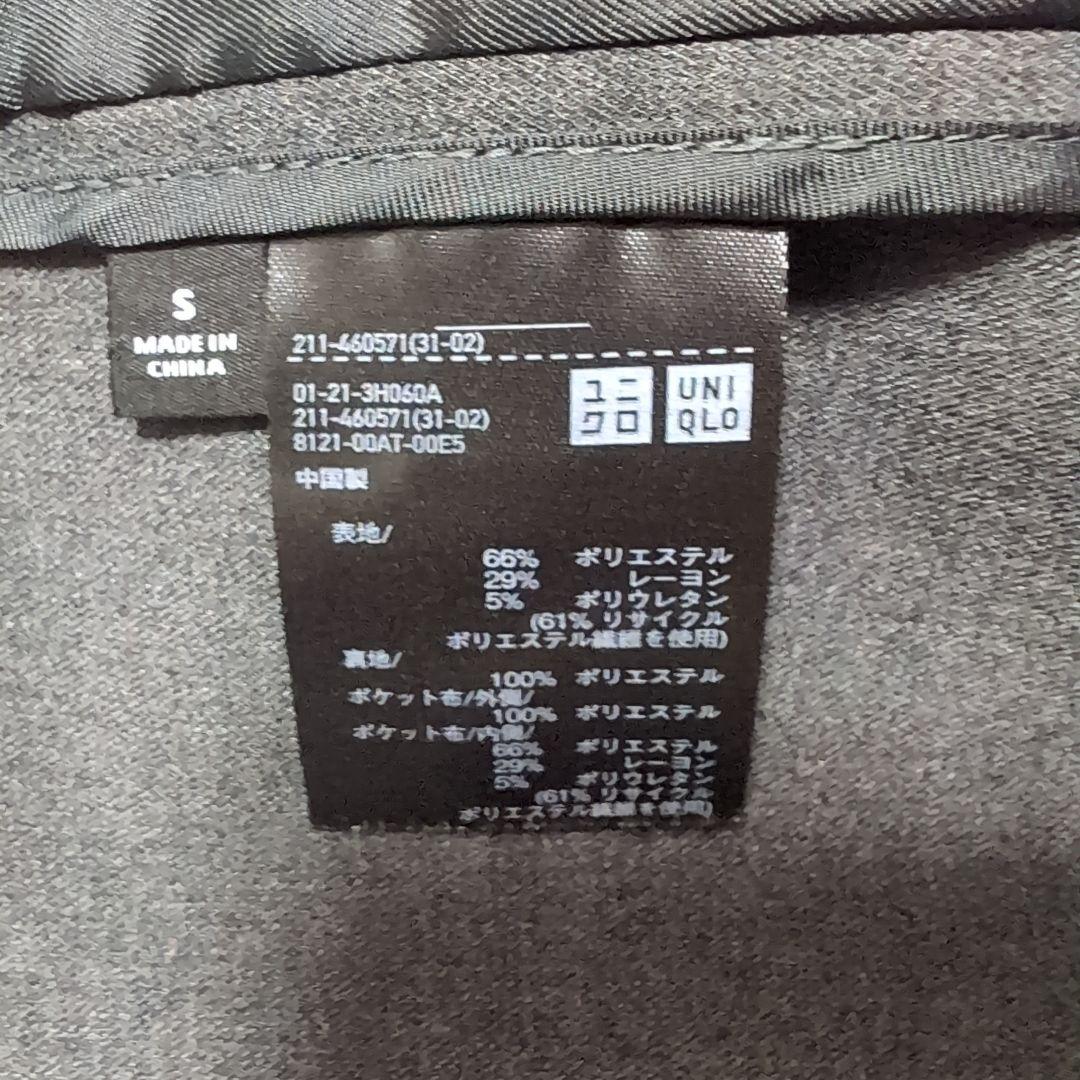 S
MADE IN
CHINA
211-460571(31-02)
01-21-3H060A
211-460571(31-02)
8121-00AT-00E5
ユニ
クロ
UNI
QLO
中国製
表地/
66% ポリエステル
29% レーヨン
5% ポリウレタン
(61% リサイクル
ポリエステル繊維を使用)
裏地/
100% ポリエステル
ポケット布/外側/
100% ポリエステル
ポケット布/内側/
66% ポリエステル
29% レーヨン
5% ポリウレタン
(61% リサイクル
ポリエステル繊維を使用)